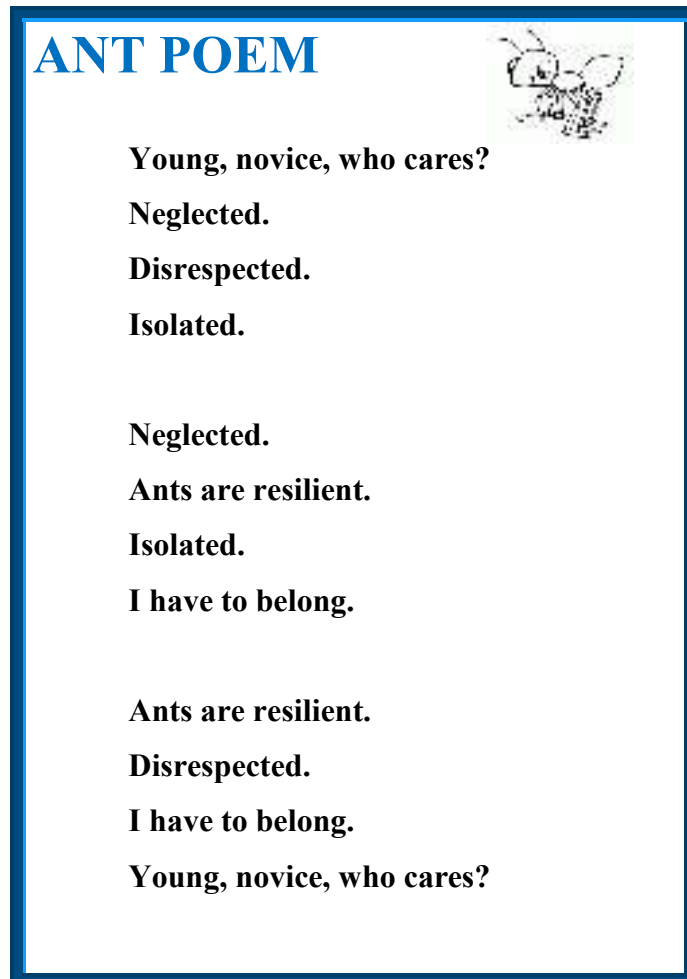 ANT POEM
Young, novice, who cares?
Neglected.
Disrespected.
Isolated.
Neglected.
Ants are resilient.
Isolated.
I have to belong.
Ants are resilient.
Disrespected.
I have to belong.
Young, novice, who cares?